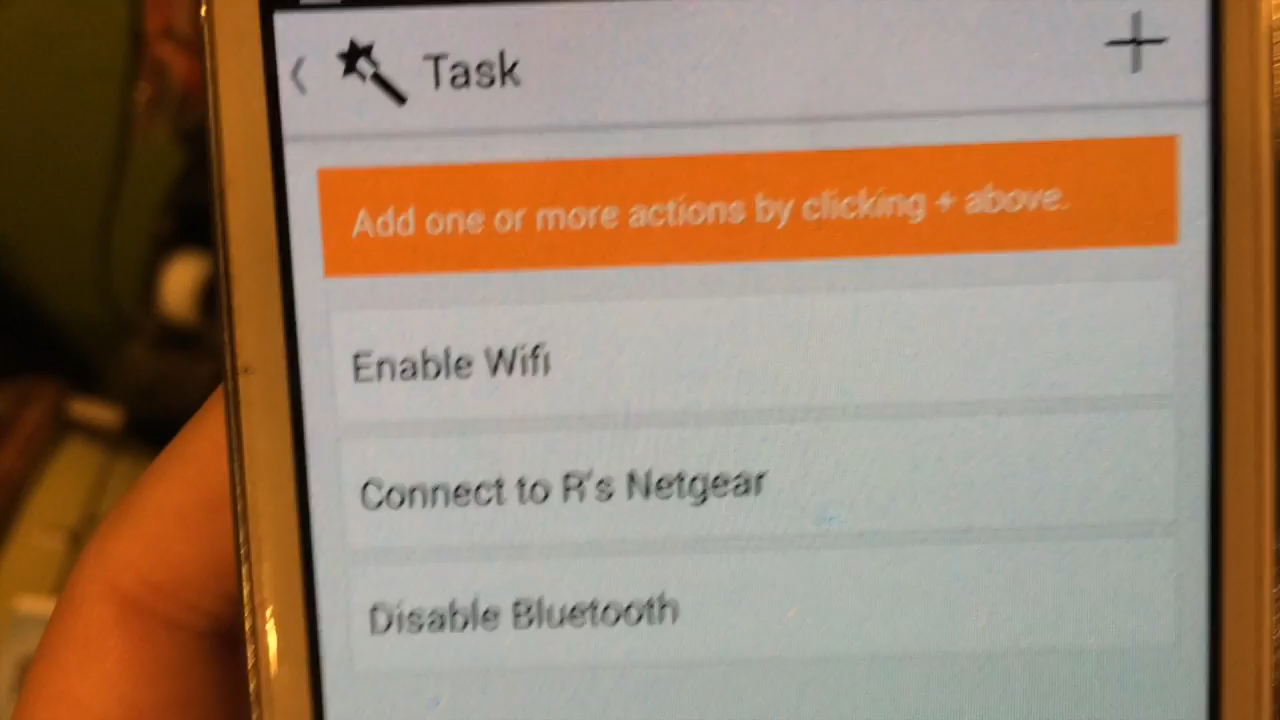 Task
Add one or more actions by clicking + above.
Enable Wifi
Connect to R's Netgear
Disable Bluetooth